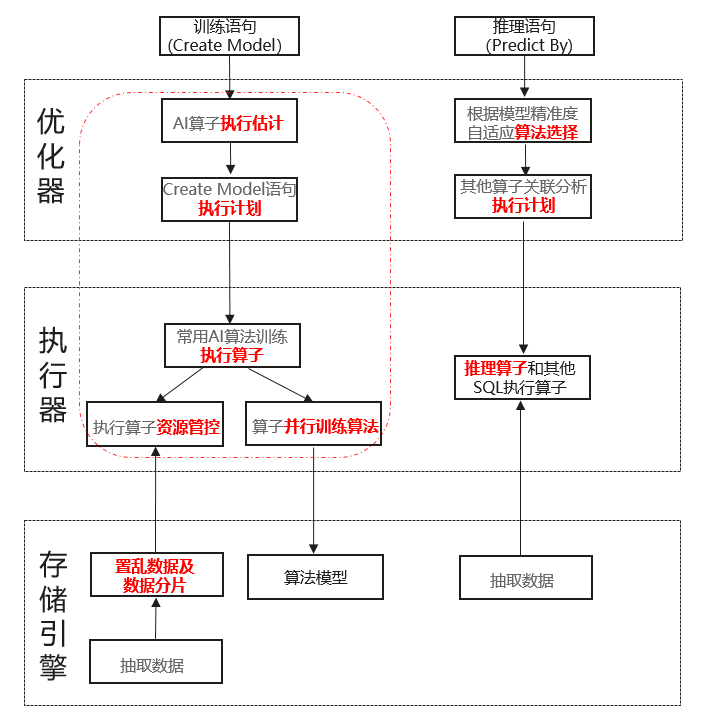 训练语句
(Create Model)
推理语句
(Predict By)
优化器
AI算子执行估计
根据模型精准度
自适应算法选择
Create Model语句
执行计划
其他算子关联分析
执行计划
执行器
常用AI算法训练
执行算子
推理算子和其他
SQL执行算子
执行算子资源管控
算子并行训练算法
存储引擎
置乱数据及
数据分片
算法模型
抽取数据
抽取数据